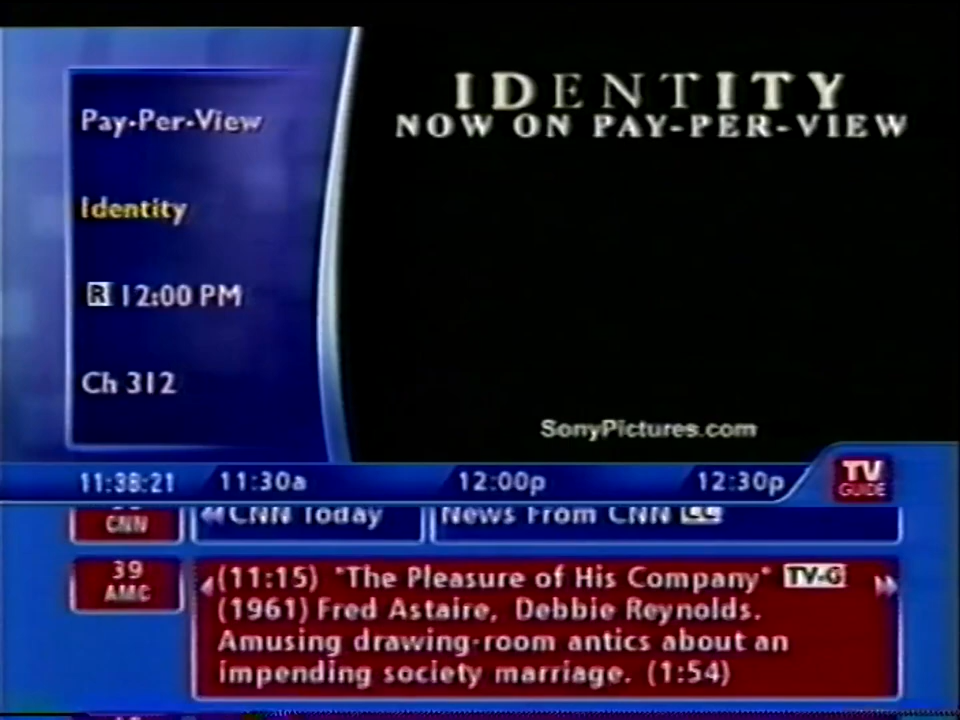 Pay-Per-View
Identity
R 12:00 PM
Ch 312
IDENTITY
NOW ON PAY-PER-VIEW
SonyPictures.com
11:38:21 11:30a 12:00p 12:30p
TV
GUIDE
CNN
CNN Today
News From CNN CC
39
AMC
(11:15) "The Pleasure of His Company" TV-G
(1961) Fred Astaire, Debbie Reynolds.
Amusing drawing-room antics about an
impending society marriage. (1:54)